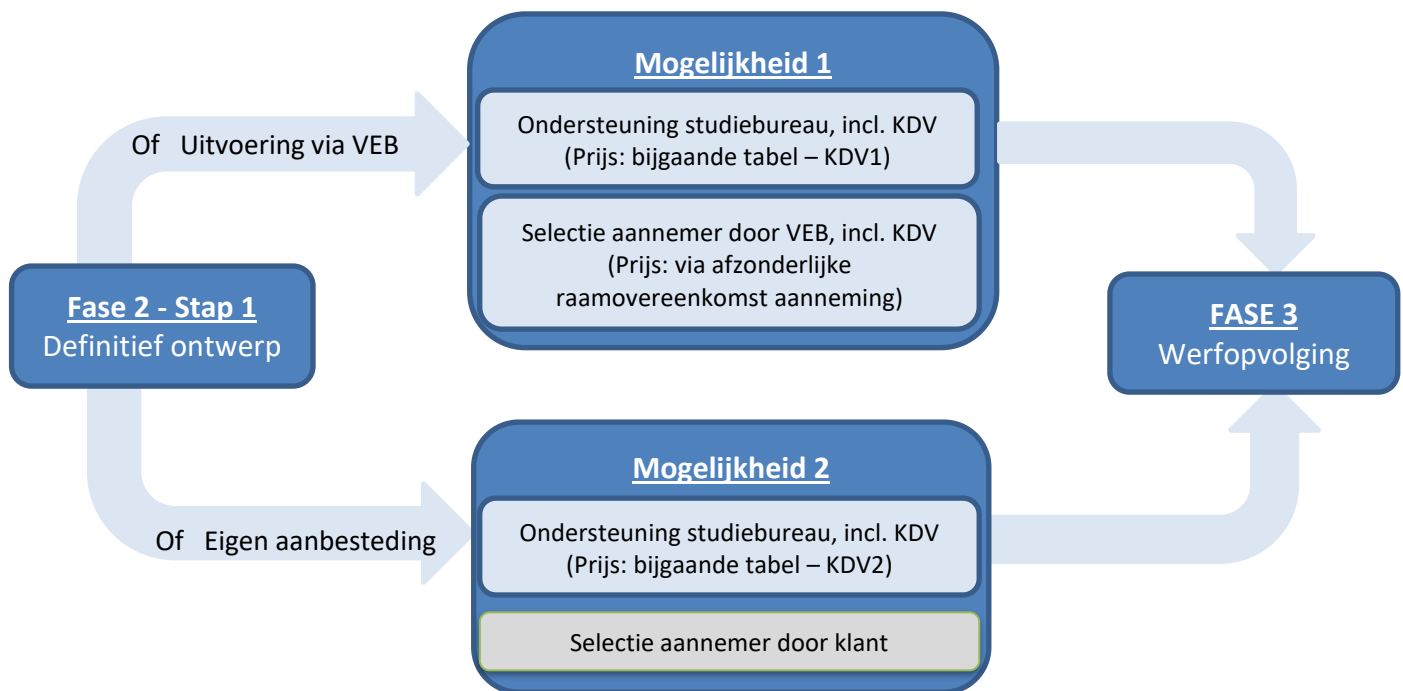 Mogelijkheid 1
Ondersteuning studiebureau, incl. KDV
(Prijs: bijgaande tabel – KDV1)
Of Uitvoering via VEB
Selectie aannemer door VEB, incl. KDV
(Prijs: via afzonderlijke
raamovereenkomst aanneming)
Fase 2 - Stap 1
Definitief ontwerp
FASE 3
Werfopvolging
Mogelijkheid 2
Ondersteuning studiebureau, incl. KDV
(Prijs: bijgaande tabel – KDV2)
Of Eigen aanbesteding
Selectie aannemer door klant